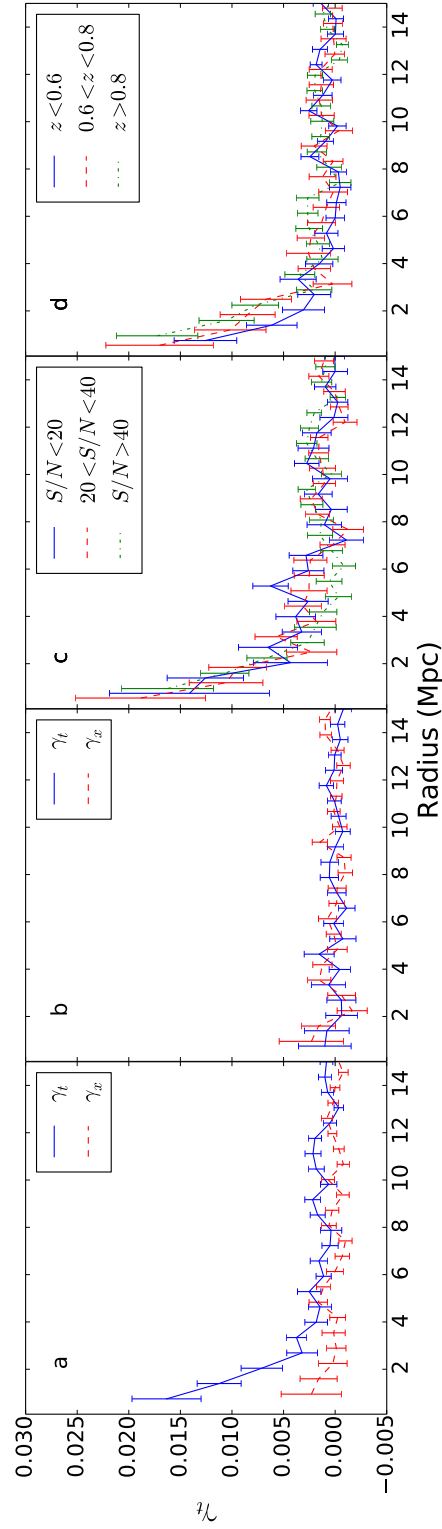 a
γt
γx
b
γt
γx
c
S/N <20
20 < S/N <40
S/N >40
d
z <0.6
0.6 < z <0.8
z >0.8
0.030
0.025
0.020
0.015
0.010
0.005
0.000
−0.005
γt
2 4 6 8 10 12 14
2 4 6 8 10 12 14
2 4 6 8 10 12 14
2 4 6 8 10 12 14
Radius (Mpc)